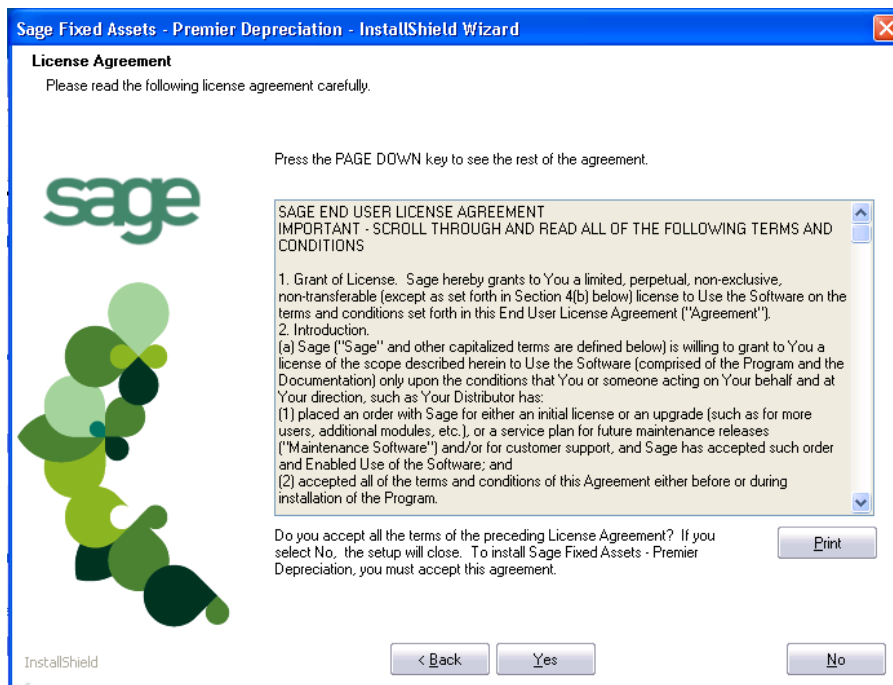 Sage Fixed Assets - Premier Depreciation - InstallShield Wizard
License Agreement
Please read the following license agreement carefully.
Press the PAGE DOWN key to see the rest of the agreement.
sage
SAGE END USER LICENSE AGREEMENT
IMPORTANT - SCROLL THROUGH AND READ ALL OF THE FOLLOWING TERMS AND
CONDITIONS
1. Grant of License.  Sage hereby grants to You a limited, perpetual, non-exclusive,
non-transferable (except as set forth in Section 4(b) below) license to Use the Software on the
terms and conditions set forth in this End User License Agreement ("Agreement").
2. Introduction.
(a) Sage ("Sage" and other capitalized terms are defined below) is willing to grant to You a
license of the scope described herein to Use the Software (comprised of the Program and the
Documentation) only upon the conditions that You or someone acting on Your behalf and at
Your direction, such as Your Distributor has:
(1) placed an order with Sage for either an initial license or an upgrade (such as for more
users, additional modules, etc.), or a service plan for future maintenance releases
("Maintenance Software") and/or for customer support, and Sage has accepted such order
and Enabled Use of the Software; and
(2) accepted all of the terms and conditions of this Agreement either before or during
installation of the Program.
Do you accept all the terms of the preceding License Agreement?  If you
select No,  the setup will close.  To install Sage Fixed Assets - Premier
Depreciation, you must accept this agreement.
Print
InstallShield
< Back
Yes
No